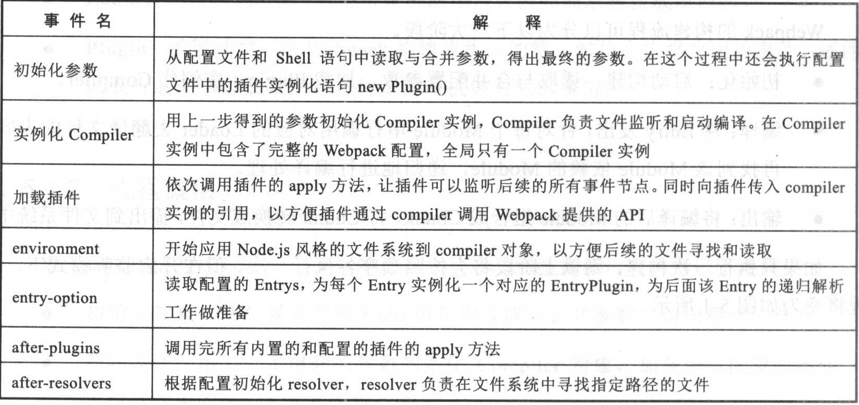 事 件 名
解 释
初始化参数
从配置文件和 Shell 语句中读取与合并参数，得出最终的参数。在这个过程中还会执行配置
文件中的插件实例化语句 new Plugin()
实例化 Compiler
用上一步得到的参数初始化 Compiler 实例，Compiler 负责文件监听和启动编译。在 Compiler
实例中包含了完整的 Webpack 配置，全局只有一个 Compiler 实例
加载插件
依次调用插件的 apply 方法，让插件可以监听后续的所有事件节点。同时向插件传入 compiler
实例的引用，以方便插件通过 compiler 调用 Webpack 提供的 API
environment
开始应用 Node.js 风格的文件系统到 compiler 对象，以方便后续的文件寻找和读取
entry-option
读取配置的 Entrys，为每个 Entry 实例化一个对应的 EntryPlugin，为后面该 Entry 的递归解析
工作做准备
after-plugins
调用完所有内置的和配置的插件的 apply 方法
after-resolvers
根据配置初始化 resolver，resolver 负责在文件系统中寻找指定路径的文件